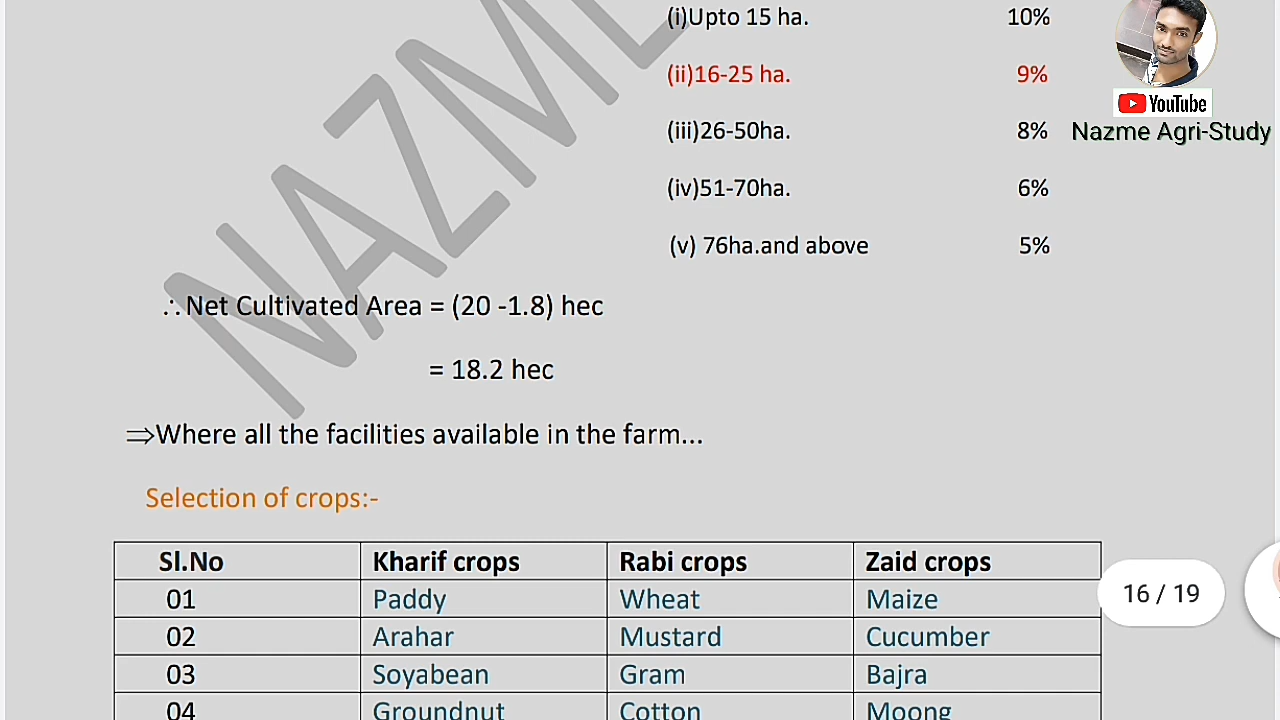 (i)Upto 15 ha. 10%
(ii)16-25 ha. 9%
YouTube
(iii)26-50ha. 8%
Nazme Agri-Study
(iv)51-70ha. 6%
(v) 76ha.and above 5%
∴Net Cultivated Area = (20 -1.8) hec
= 18.2 hec
⇒Where all the facilities available in the farm...
Selection of crops:-
Sl.No Kharif crops Rabi crops Zaid crops
01 Paddy Wheat Maize
02 Arahar Mustard Cucumber
03 Soyabean Gram Bajra
04 Groundnut Cotton Moong
16 / 19
NAZME